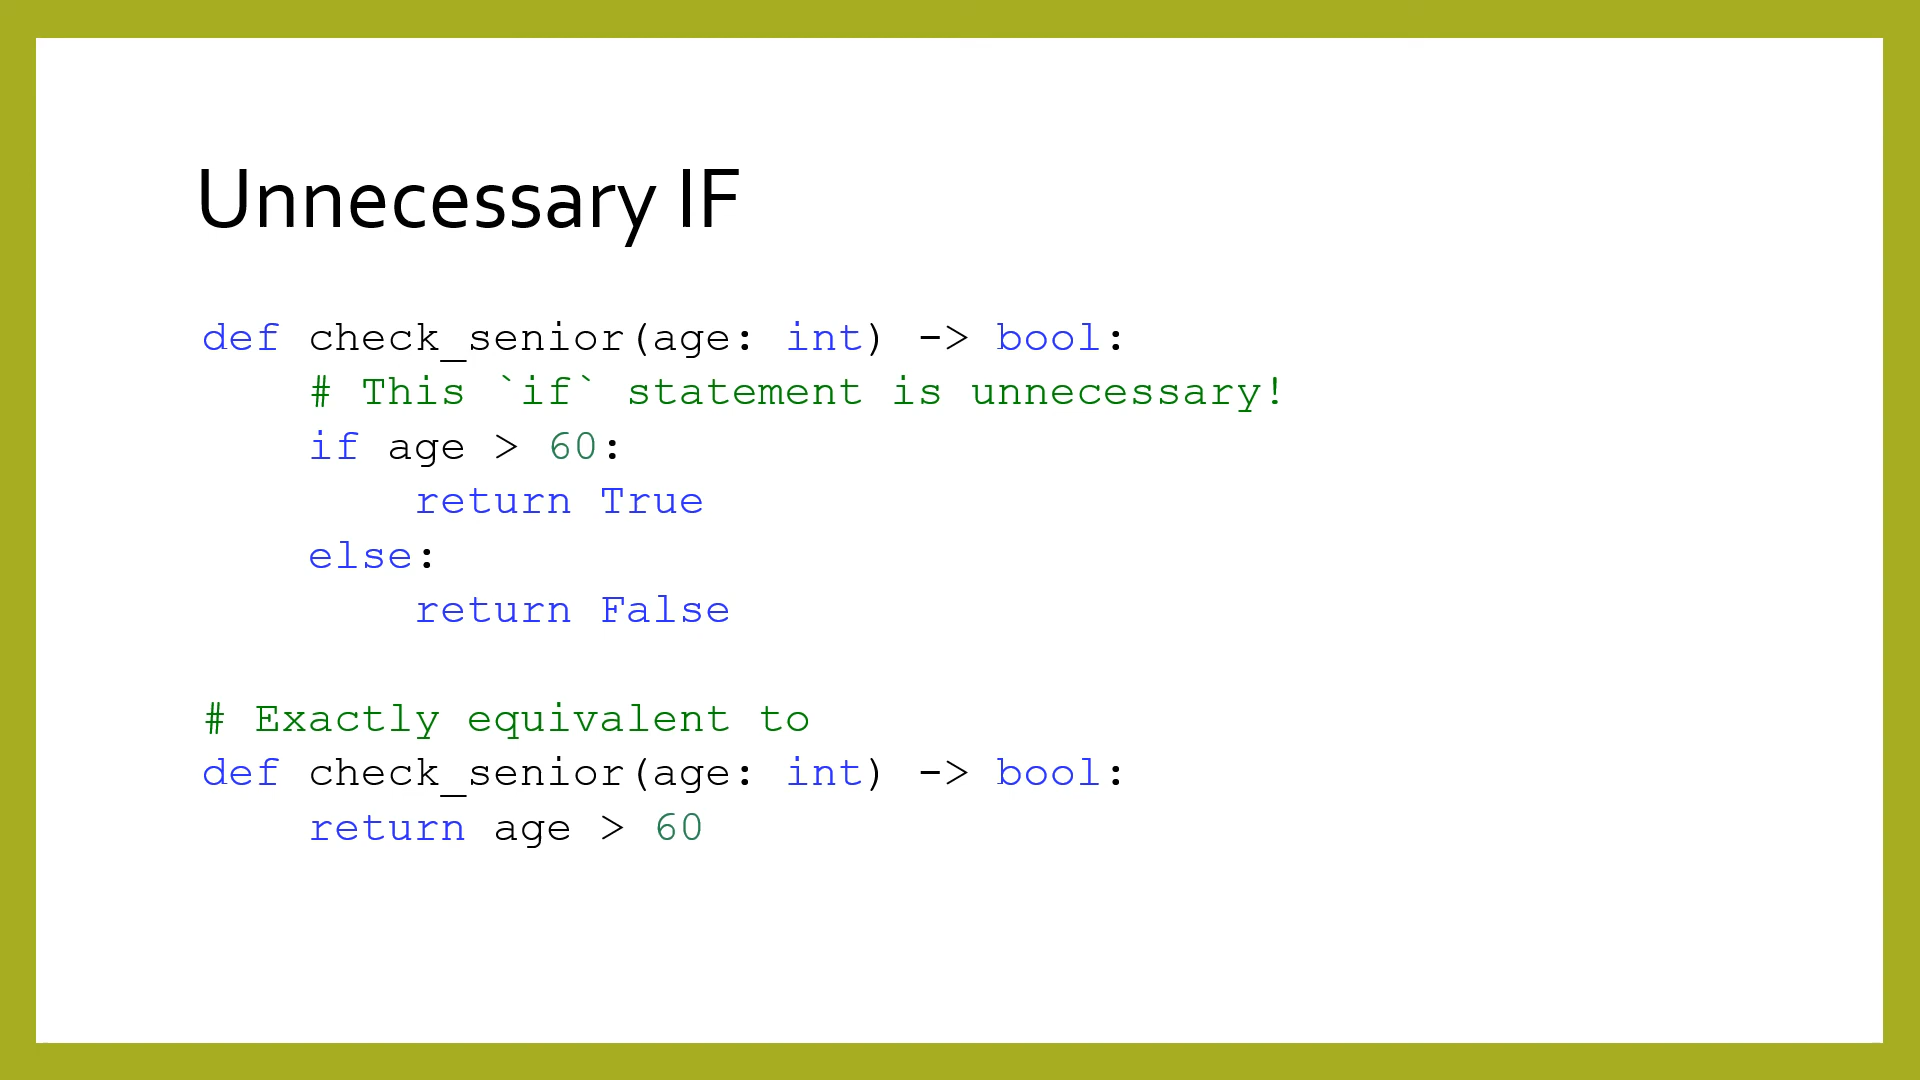 Unnecessary IF
def check_senior(age: int) -> bool:
    # This `if` statement is unnecessary!
    if age > 60:
        return True
    else:
        return False
# Exactly equivalent to
def check_senior(age: int) -> bool:
    return age > 60